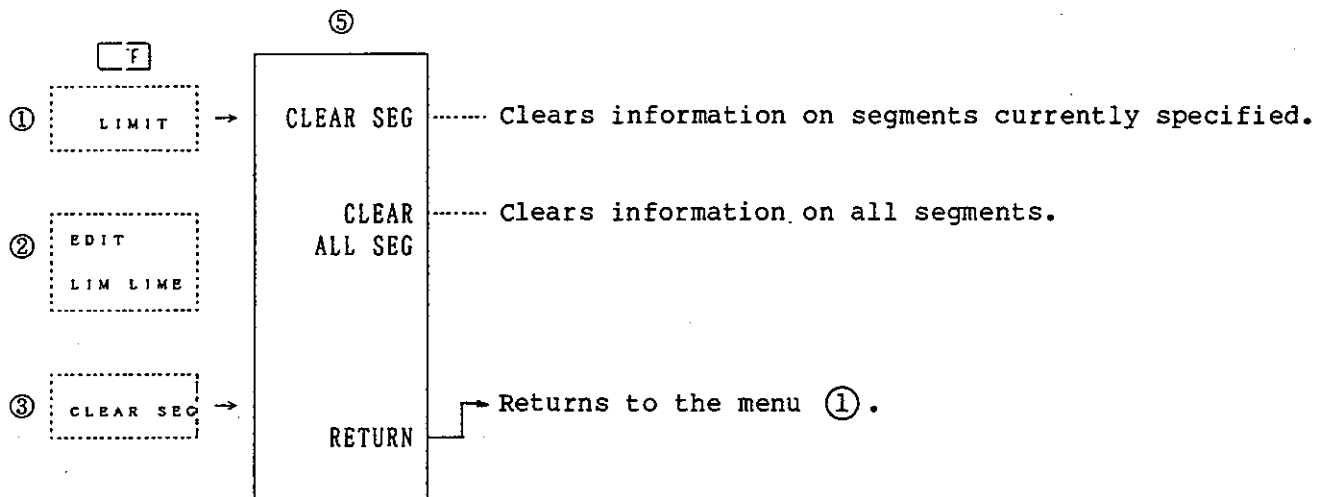 ⑤
F
① LIMIT → CLEAR SEG ······ Clears information on segments currently specified.
CLEAR ······ Clears information on all segments.
② EDIT ALL SEG
LIM LIME
③ CLEAR SEG → Returns to the menu ①.
RETURN